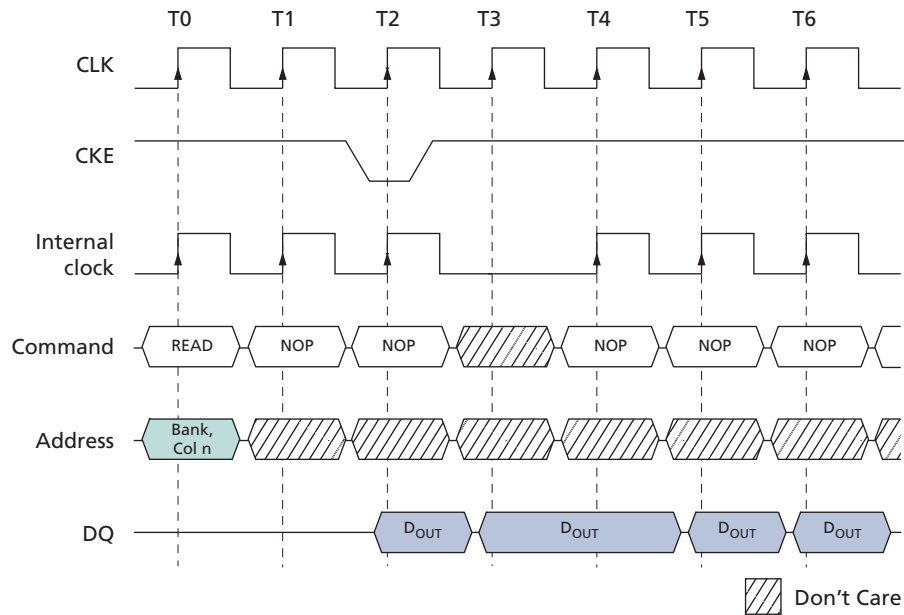 T0 T1 T2 T3 T4 T5 T6
CLK
CKE
Internal
clock
Command READ NOP NOP NOP NOP NOP
Address Bank,
Col n
DQ DOUT DOUT DOUT DOUT
Don't Care